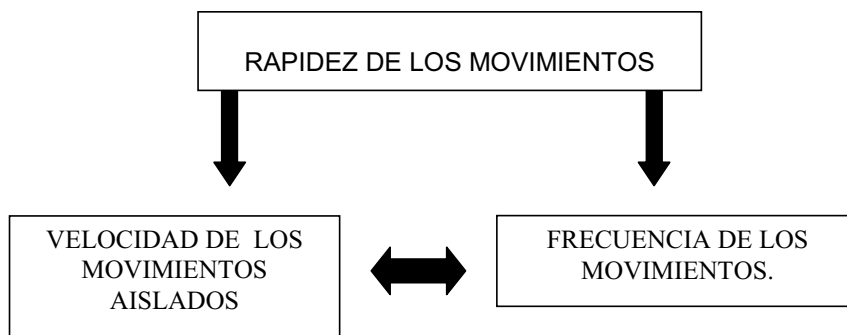 RAPIDEZ DE LOS MOVIMIENTOS
VELOCIDAD DE LOS
MOVIMIENTOS
AISLADOS
FRECUENCIA DE LOS
MOVIMIENTOS.